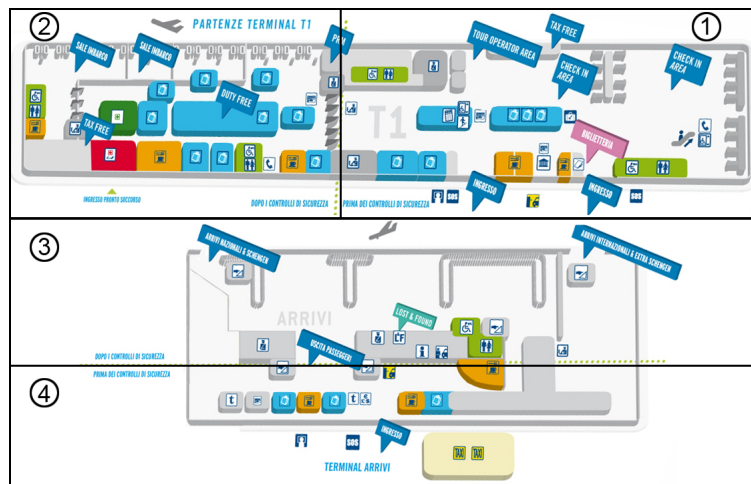 2
PARTENZE TERMINAL T1
1
SALE IMBARCO
SALE IMBARCO
PRM
TOUR OPERATOR AREA
TAX FREE
CHECK IN
AREA
CHECK IN
AREA
DUTY FREE
TAX FREE
T1
BIGLIETTERIA
INGRESSO PRONTO SOCCORSO
DOPO I CONTROLLI DI SICUREZZA
PRIMA DEI CONTROLLI DI SICUREZZA
SOS
INGRESSO
INGRESSO
SOS
3
ARRIVI NAZIONALI & SCHENGEN
ARRIVI INTERNAZIONALI & EXTRA SCHENGEN
ARRIVI
LOST & FOUND
LF
i
USCITA PASSEGGERI
DOPO I CONTROLLI DI SICUREZZA
PRIMA DEI CONTROLLI DI SICUREZZA
4
t
t
INGRESSO
SOS
TAXI TAXI
TERMINAL ARRIVI